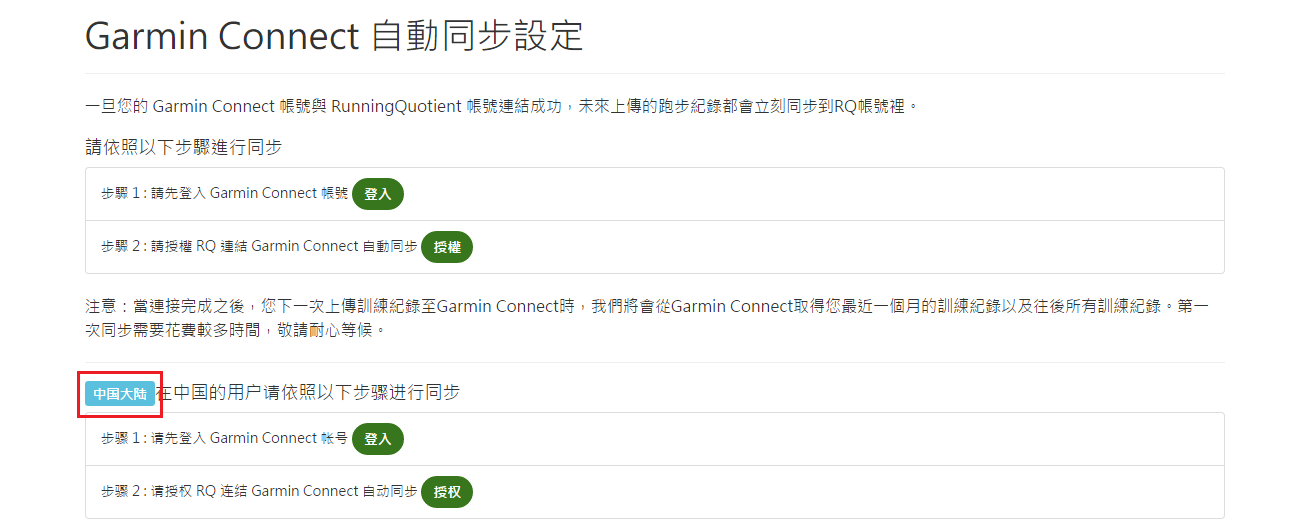 Garmin Connect 自動同步設定
一旦您的 Garmin Connect 帳號與 RunningQuotient 帳號連結成功，未來上傳的跑步紀錄都會立刻同步到RQ帳號裡。
請依照以下步驟進行同步
步驟 1 : 請先登入 Garmin Connect 帳號 登入
步驟 2 : 請授權 RQ 連結 Garmin Connect 自動同步 授權
注意：當連接完成之後，您下一次上傳訓練紀錄至Garmin Connect時，我們將會從Garmin Connect取得您最近一個月的訓練紀錄以及往後所有訓練紀錄。第一
次同步需要花費較多時間，敬請耐心等候。
中国大陆 在中国的用户请依照以下步骤进行同步
步骤 1 : 请先登入 Garmin Connect 帐号 登入
步骤 2 : 请授权 RQ 连结 Garmin Connect 自动同步 授权